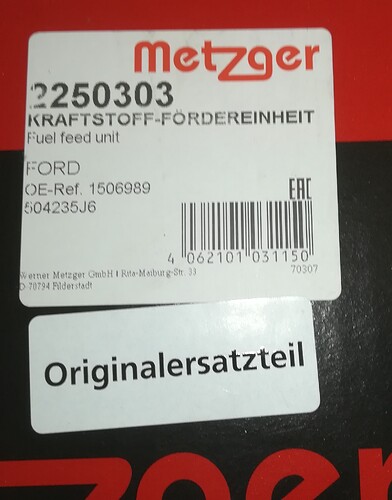 metzger
2250303
KRAFTSTOFF-FÖRDEREINHEIT
Fuel feed unit
FORD
OE-Ref. 1506989
504235J6
EAC
4 062101 031150
70307
Werner Metzger GmbH I Rita-Maiburg-Str. 33
D-70794 Filderstadt
Originalersatzteil